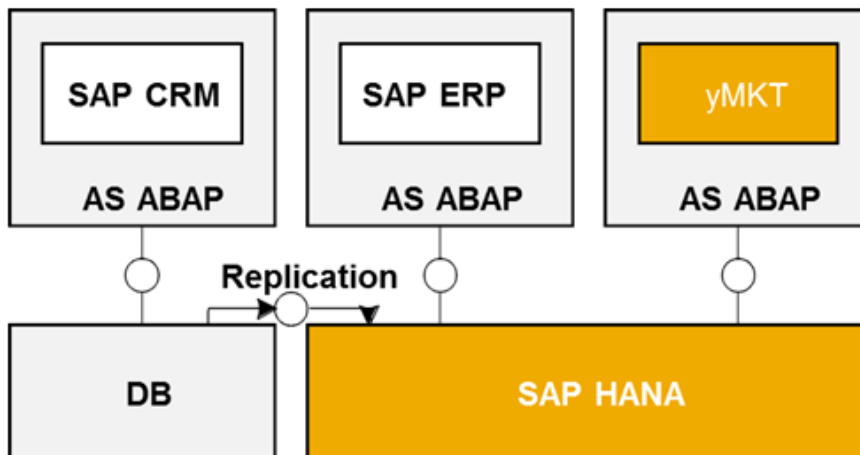 SAP CRM
AS ABAP
SAP ERP
AS ABAP
yMKT
AS ABAP
Replication
DB
SAP HANA